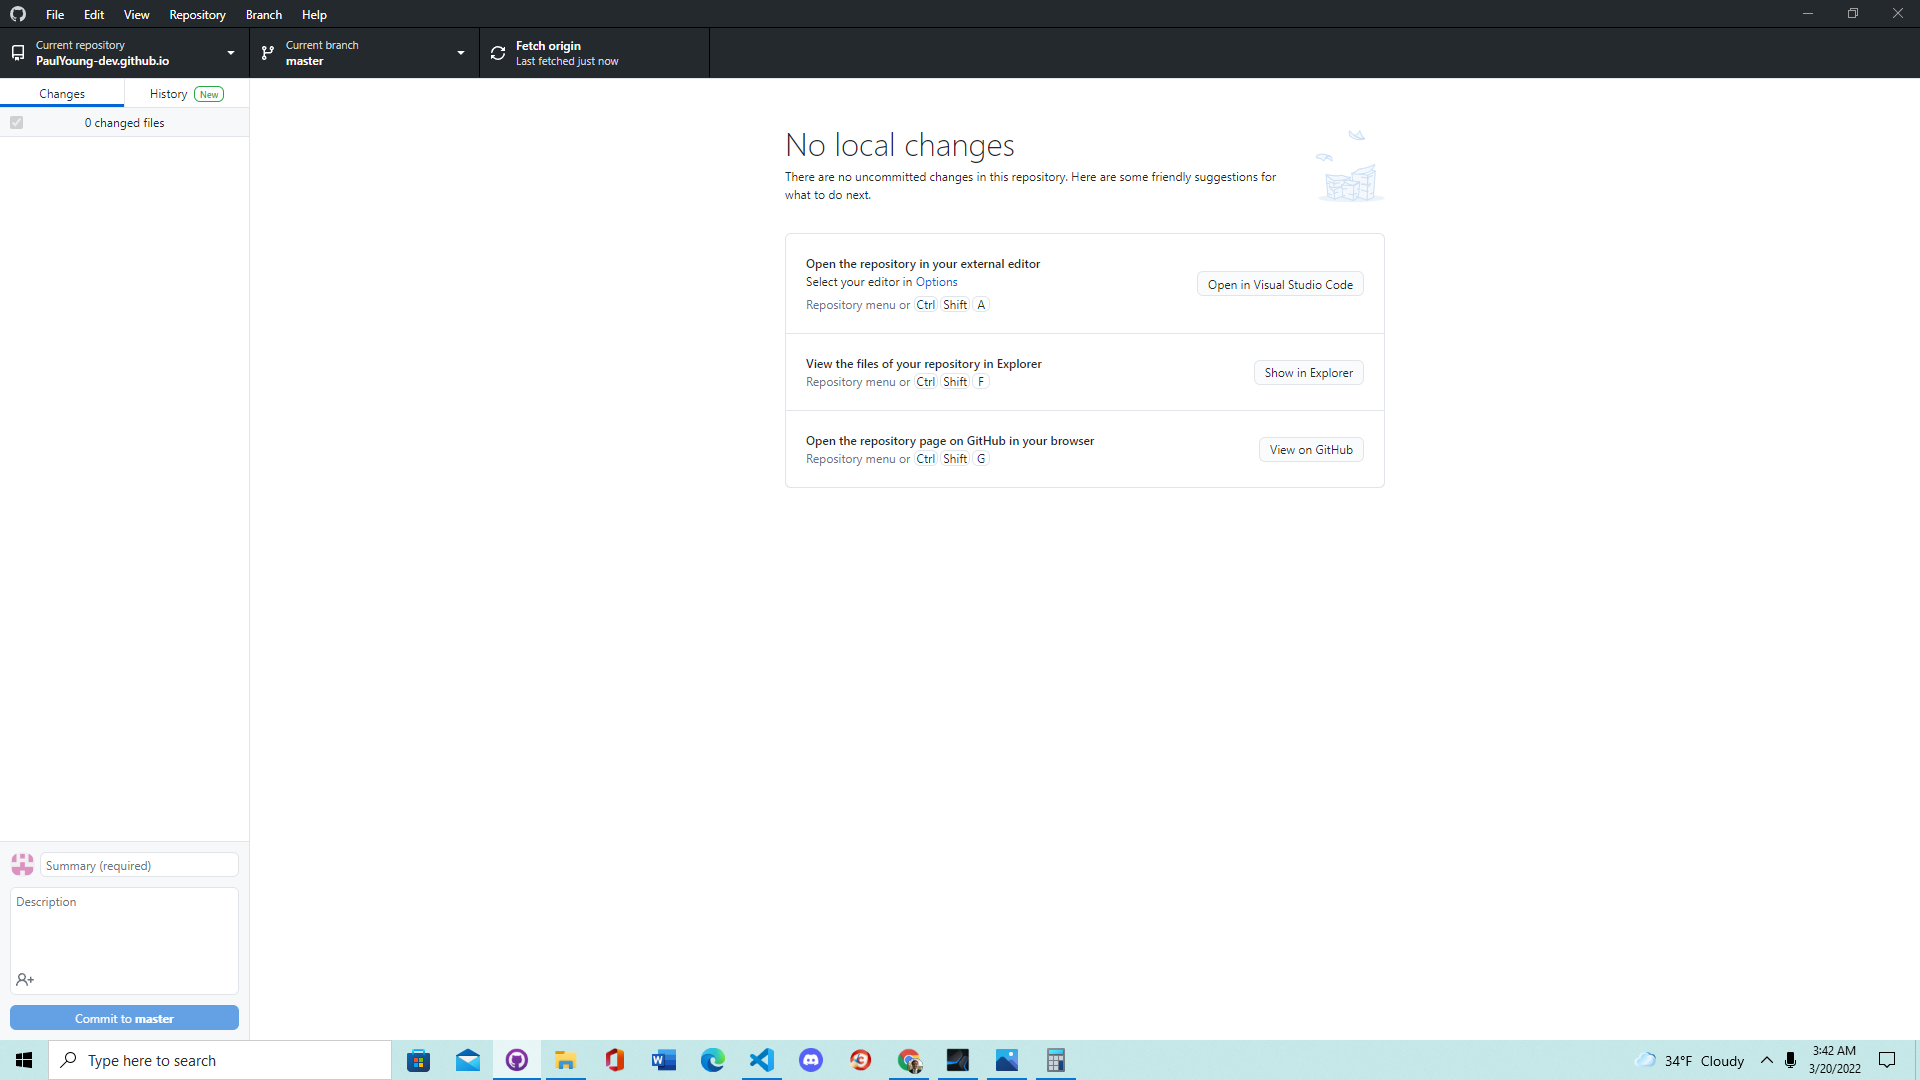 File Edit View Repository Branch Help
Current repository
PaulYoung-dev.github.io
Current branch
master
Fetch origin
Last fetched just now
Changes
History New
0 changed files
No local changes
There are no uncommitted changes in this repository. Here are some friendly suggestions for
what to do next.
Open the repository in your external editor
Select your editor in Options
Repository menu or Ctrl Shift A
Open in Visual Studio Code
View the files of your repository in Explorer
Repository menu or Ctrl Shift F
Show in Explorer
Open the repository page on GitHub in your browser
Repository menu or Ctrl Shift G
View on GitHub
Summary (required)
Description
Commit to master
Type here to search
34°F Cloudy
3:42 AM
3/20/2022